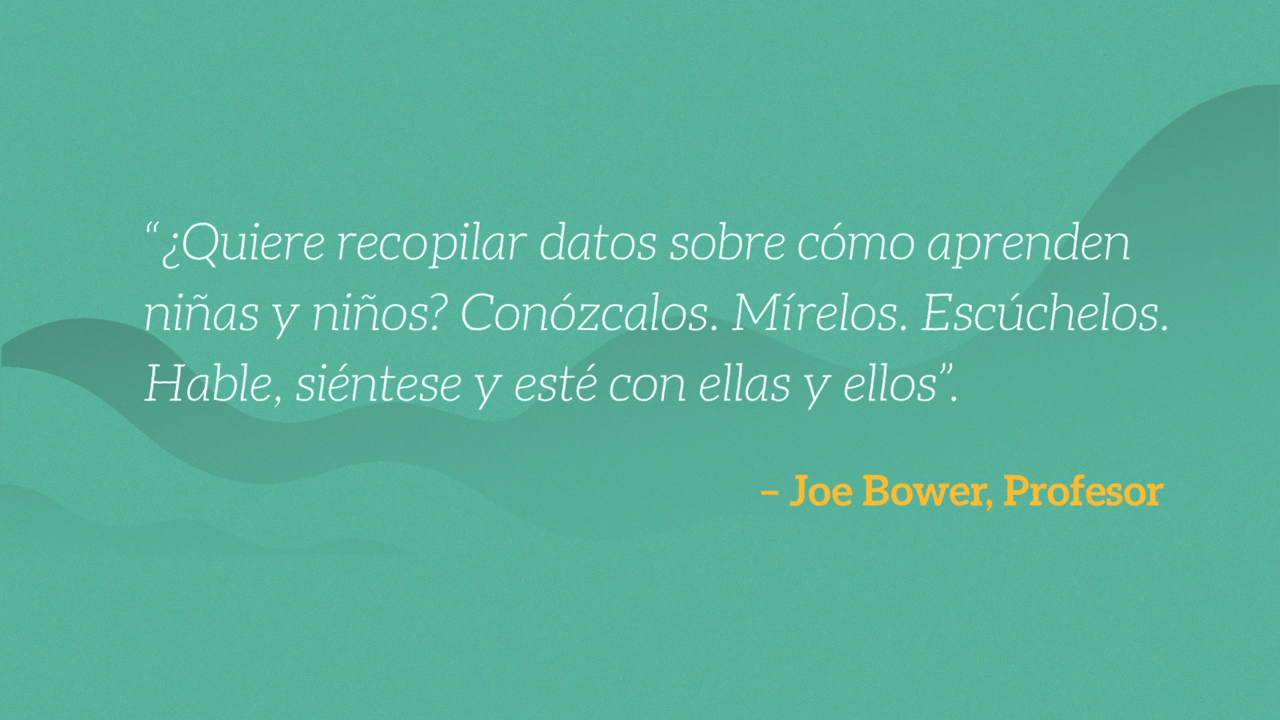 “¿Quiere recopilar datos sobre cómo aprenden
niñas y niños? Conózcalos. Mírelos. Escúchelos.
Hable, siéntese y esté con ellas y ellos”.
– Joe Bower, Profesor